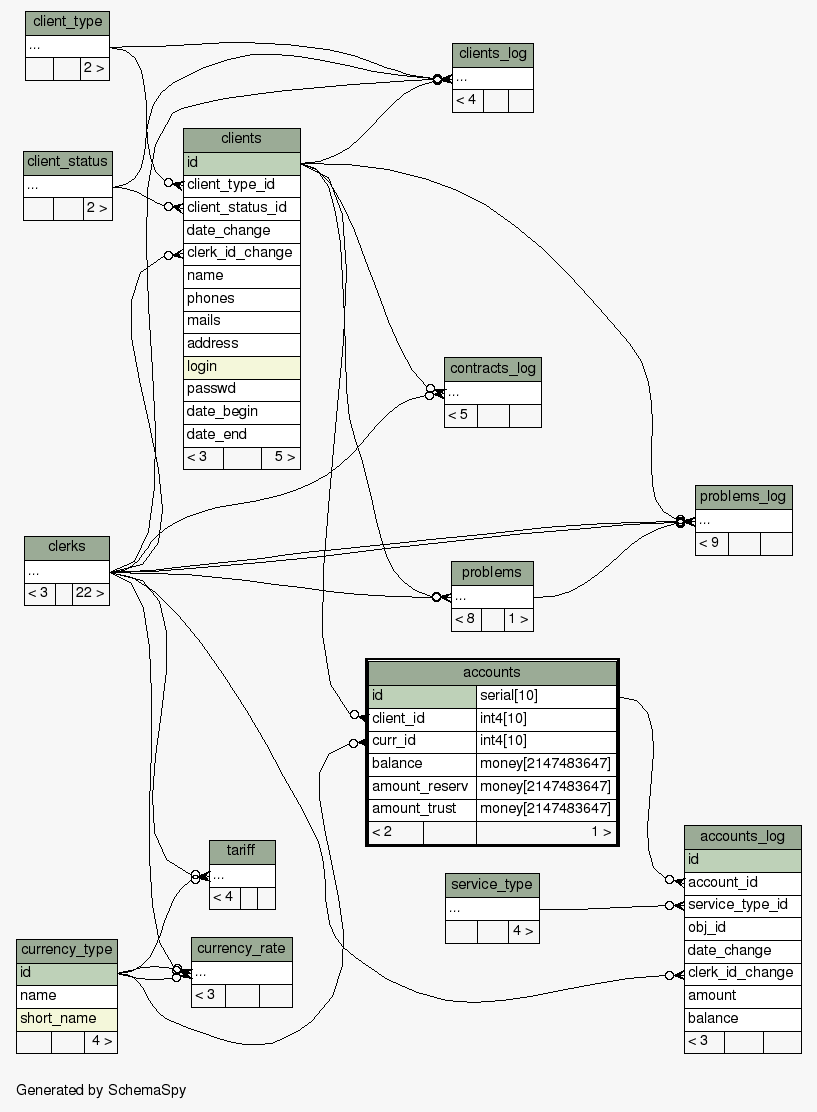 client_type
...
2 >
clients_log
...
< 4
client_status
...
2 >
clients
id
client_type_id
client_status_id
date_change
clerk_id_change
name
phones
mails
address
login
passwd
date_begin
date_end
< 3 5 >
contracts_log
...
< 5
problems_log
...
< 9
clerks
...
< 3 22 >
problems
...
< 8 1 >
accounts
id serial[10]
client_id int4[10]
curr_id int4[10]
balance money[2147483647]
amount_reserv money[2147483647]
amount_trust money[2147483647]
< 2 1 >
tariff
...
< 4
service_type
...
4 >
accounts_log
id
account_id
service_type_id
obj_id
date_change
clerk_id_change
amount
balance
< 3
currency_type
id
name
short_name
4 >
currency_rate
...
< 3
Generated by SchemaSpy